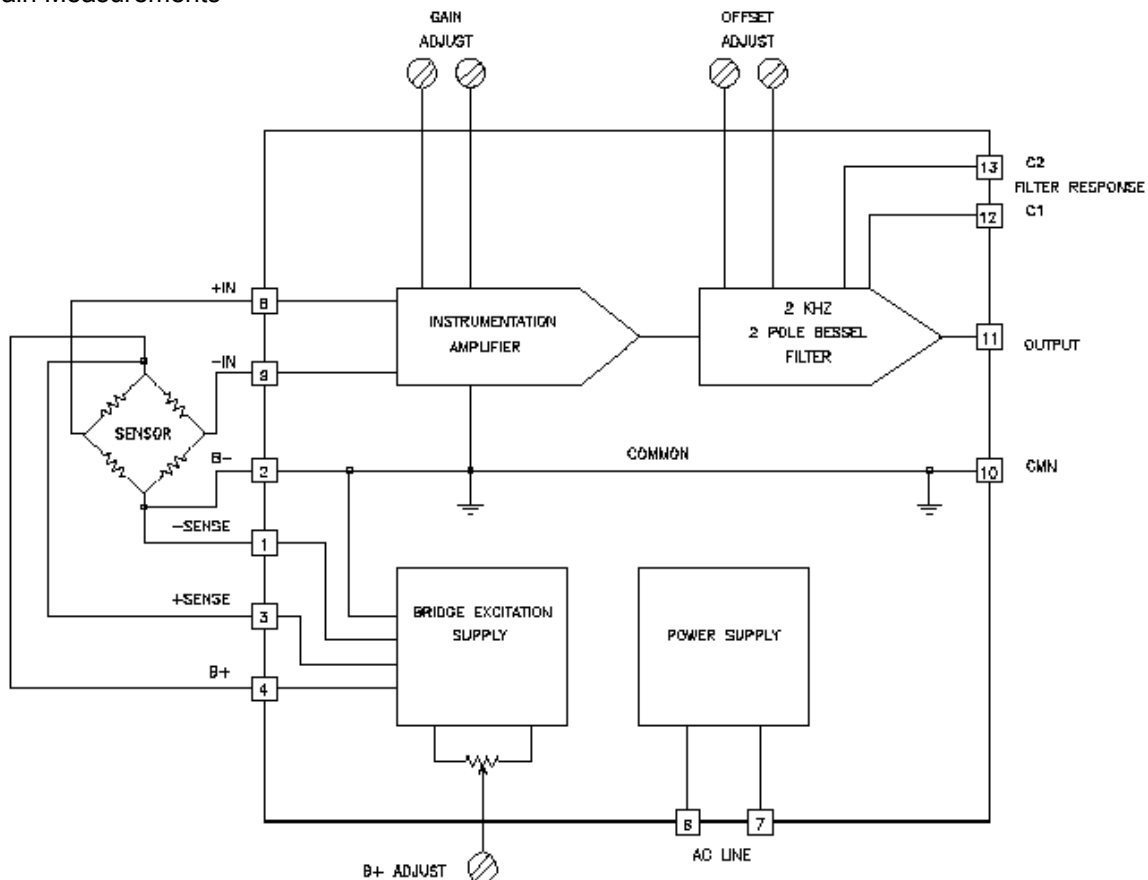 ain Measurements
GAIN
ADJUST
OFFSET
ADJUST
13
C2
FILTER RESPONSE
12
C1
+IN
8
INSTRUMENTATION
AMPLIFIER
2 KHZ
2 POLE BESSEL
FILTER
11
OUTPUT
-IN
9
SENSOR
B-
2
COMMON
10
CMN
-SENSE
1
+SENSE
3
BRIDGE EXCITATION
SUPPLY
POWER SUPPLY
B+
4
6
7
AC LINE
B+ ADJUST